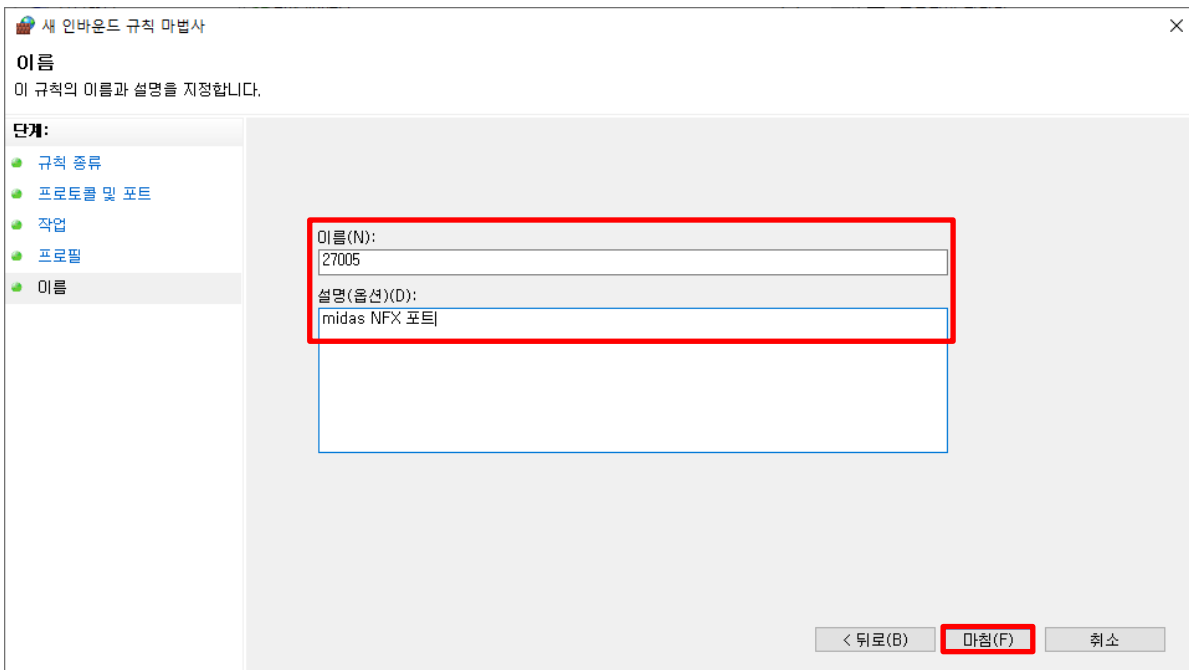 새 인바운드 규칙 마법사
이름
이 규칙의 이름과 설명을 지정합니다.
단계:
규칙 종류
프로토콜 및 포트
작업
프로필
이름
이름(N):
27005
설명(옵션)(D):
midas NFX 포트
< 뒤로(B) 마침(F) 취소